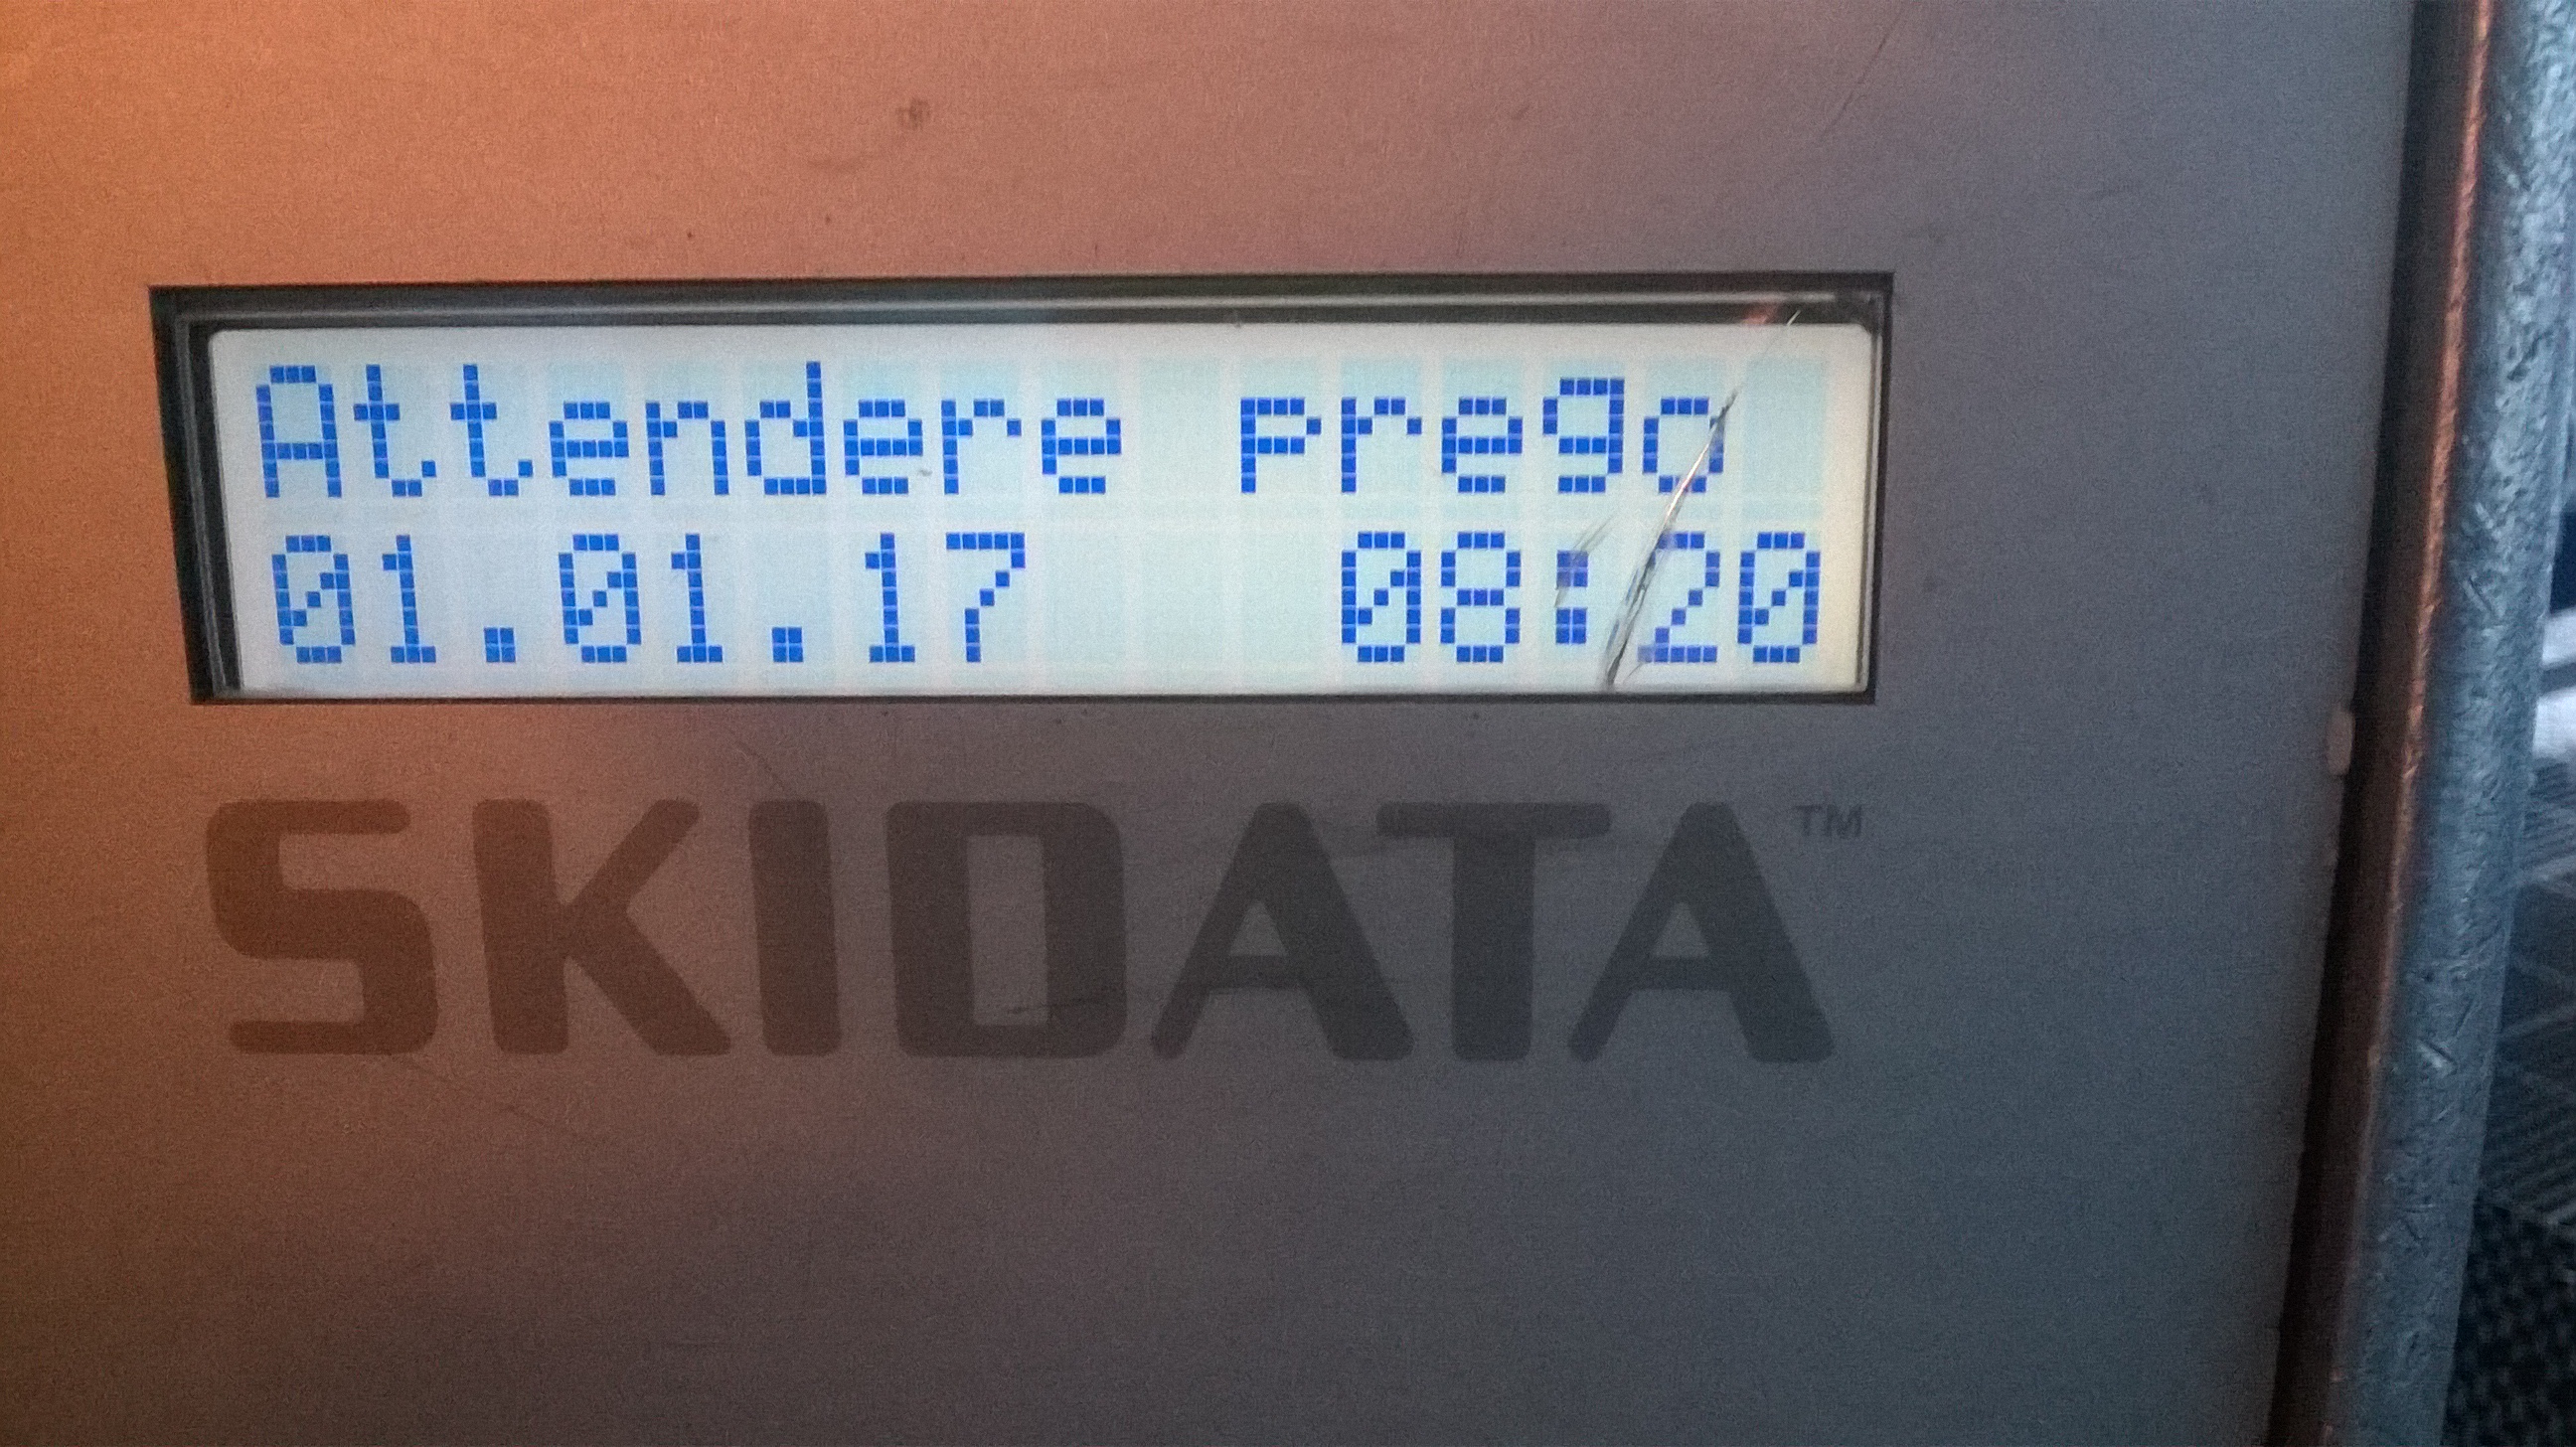 Attendere prego
01.01.17 08:20
SKIDATA™